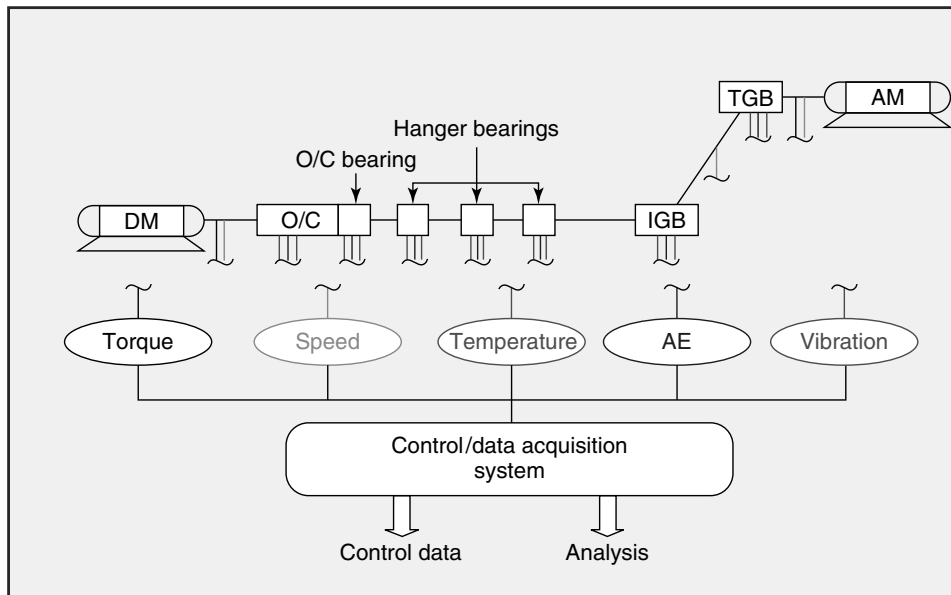 TGB
AM
Hanger bearings
O/C bearing
DM
O/C
IGB
Torque
Speed
Temperature
AE
Vibration
Control/data acquisition
system
Control data
Analysis